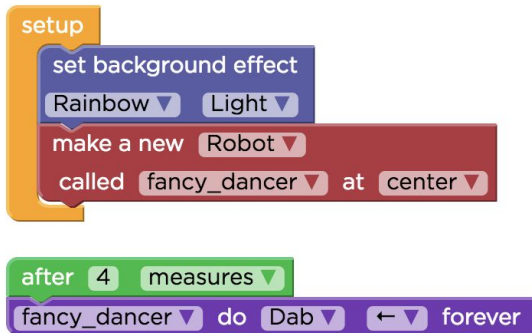 setup
set background effect
Rainbow ▼ Light ▼
make a new Robot ▼
called fancy_dancer ▼ at center ▼
after 4 measures ▼
fancy_dancer ▼ do Dab ▼ ← ▼ forever